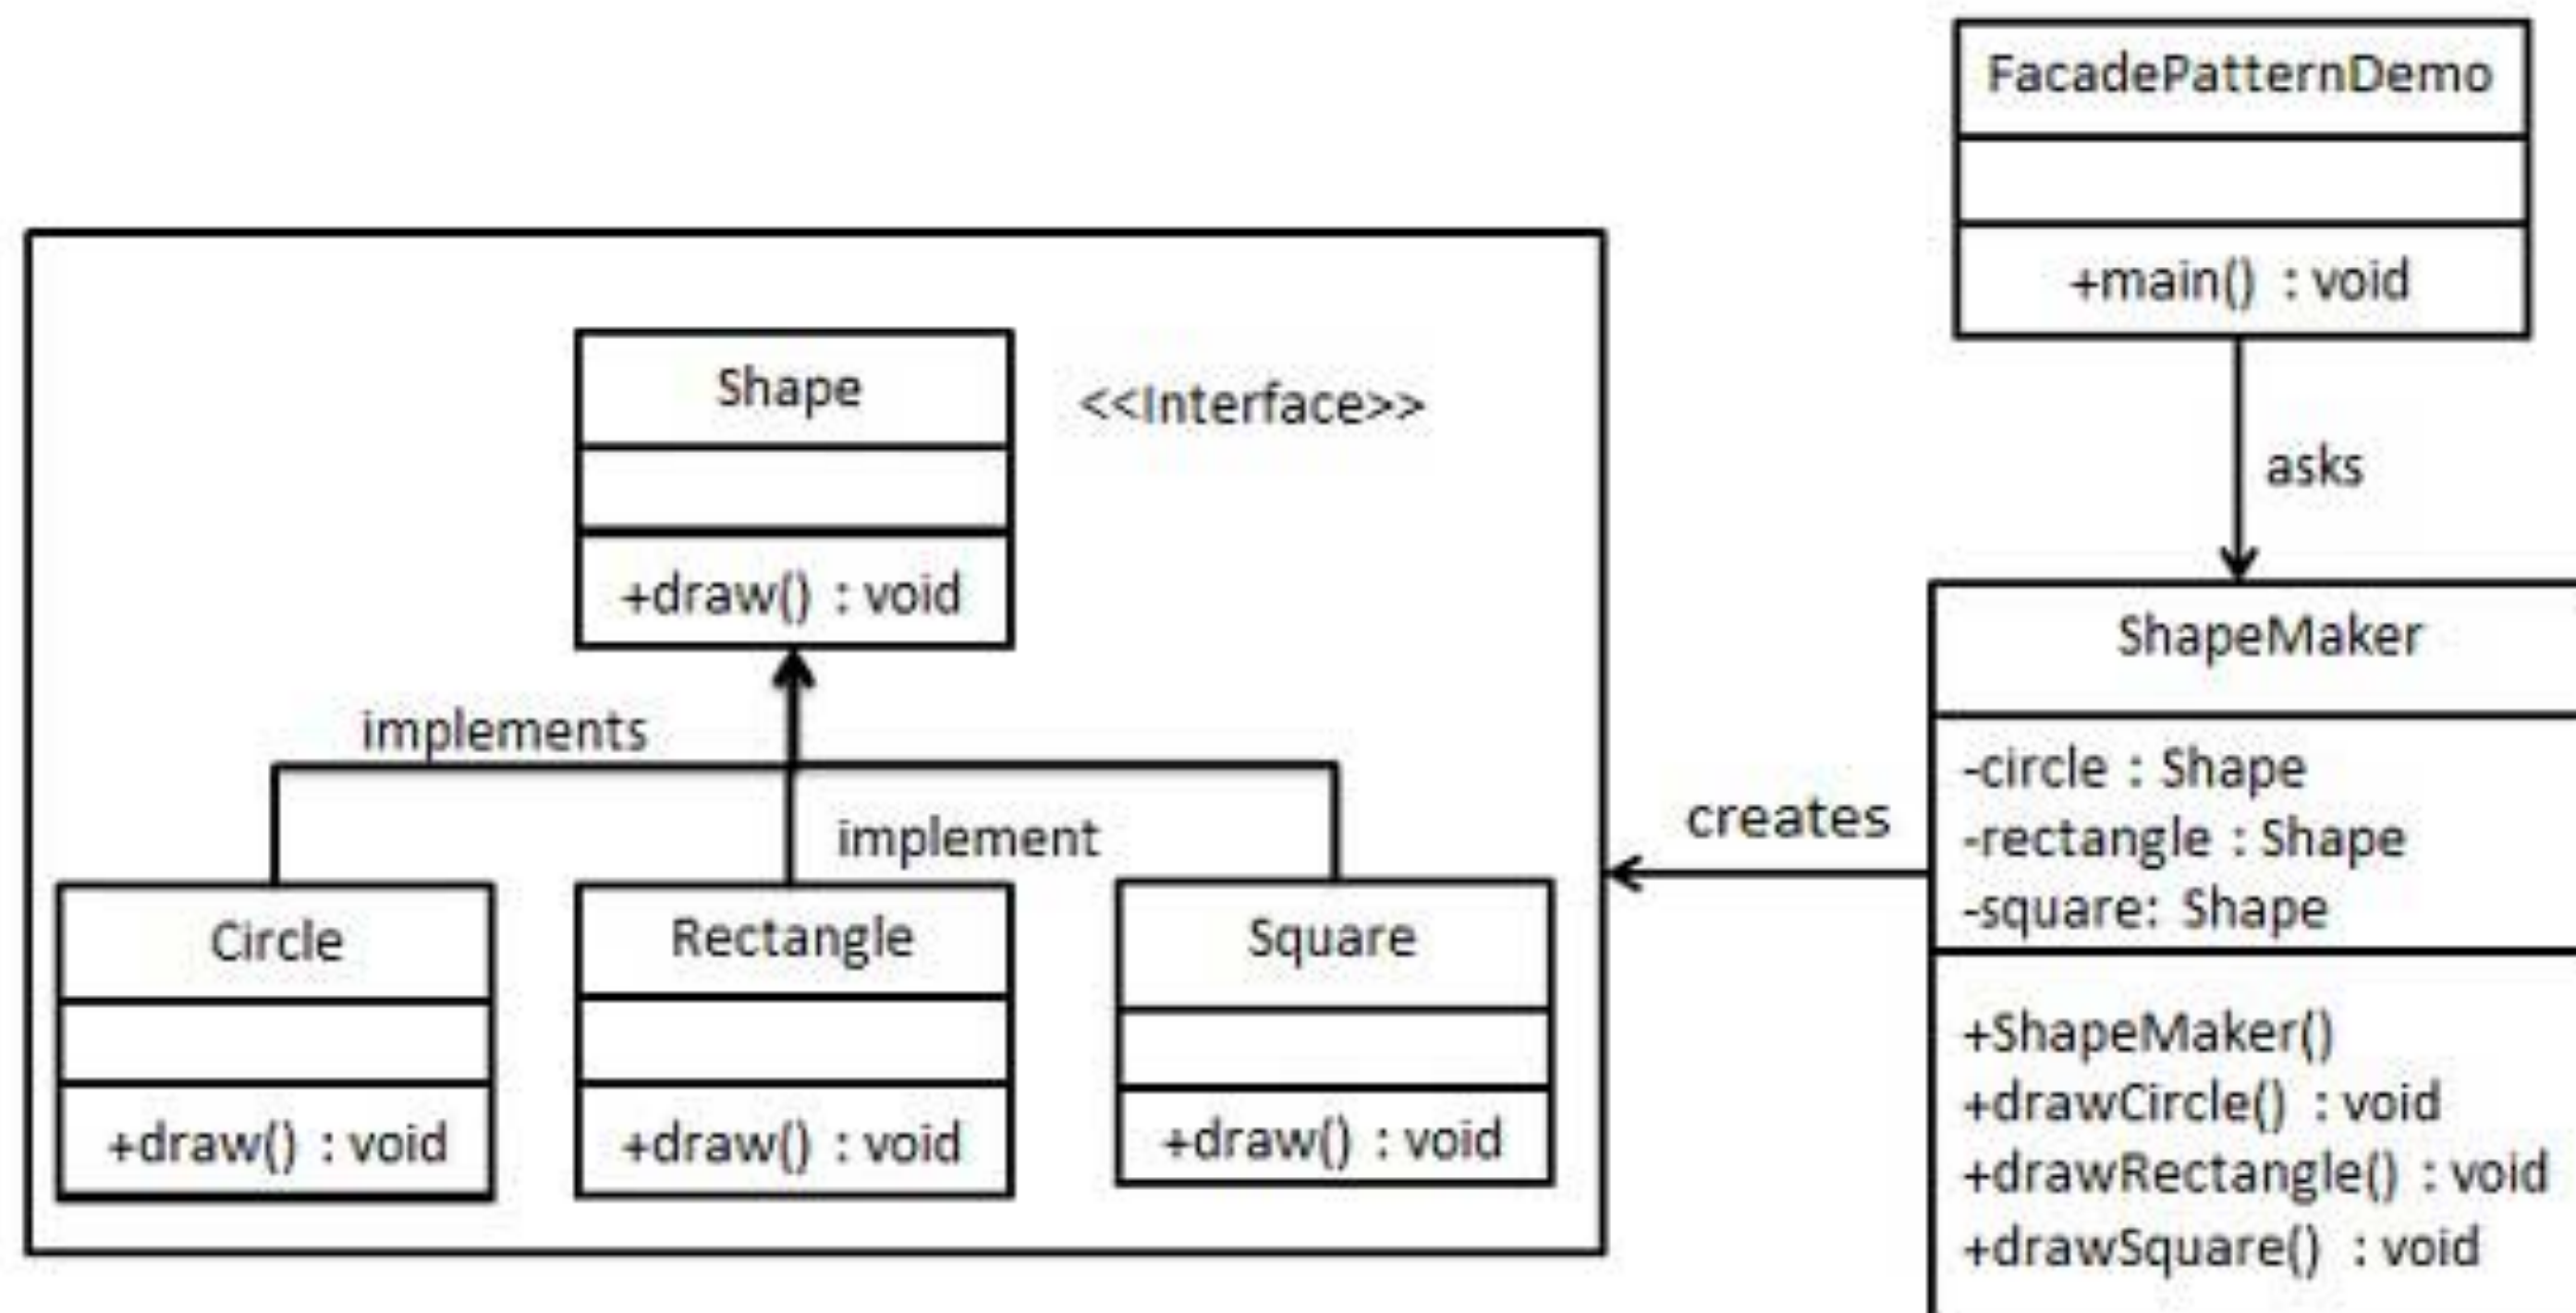 FacadePatternDemo
+main() : void
asks
Shape
<<Interface>>
+draw() : void
implements
implement
Circle
+draw() : void
Rectangle
+draw() : void
Square
+draw() : void
creates
ShapeMaker
-circle : Shape
-rectangle : Shape
-square: Shape
+ShapeMaker()
+drawCircle() : void
+drawRectangle() : void
+drawSquare() : void